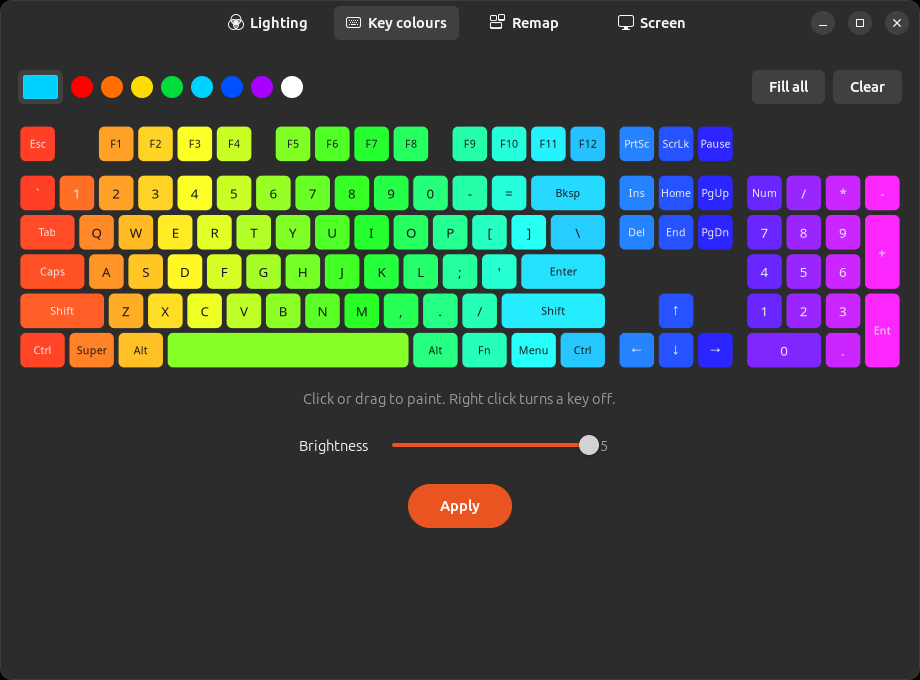 Lighting Key colours Remap Screen
Fill all Clear
Esc F1 F2 F3 F4 F5 F6 F7 F8 F9 F10 F11 F12 PrtSc ScrLk Pause
` 1 2 3 4 5 6 7 8 9 0 - = Bksp Ins Home PgUp Num / * -
Tab Q W E R T Y U I O P [ ] \ Del End PgDn 7 8 9 +
Caps A S D F G H J K L ; ' Enter 4 5 6
Shift Z X C V B N M , . / Shift ↑ 1 2 3 Ent
Ctrl Super Alt Alt Fn Menu Ctrl ← ↓ → 0 .
Click or drag to paint. Right click turns a key off.
Brightness 5
Apply